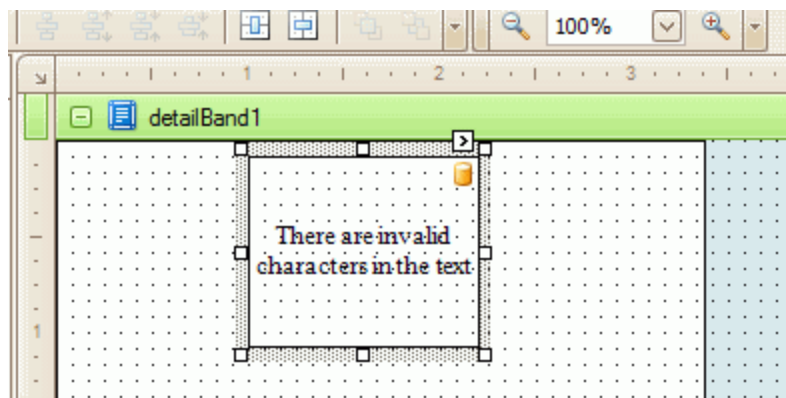 100%
1 2 3
detailBand1
There are invalid
characters in the text
1